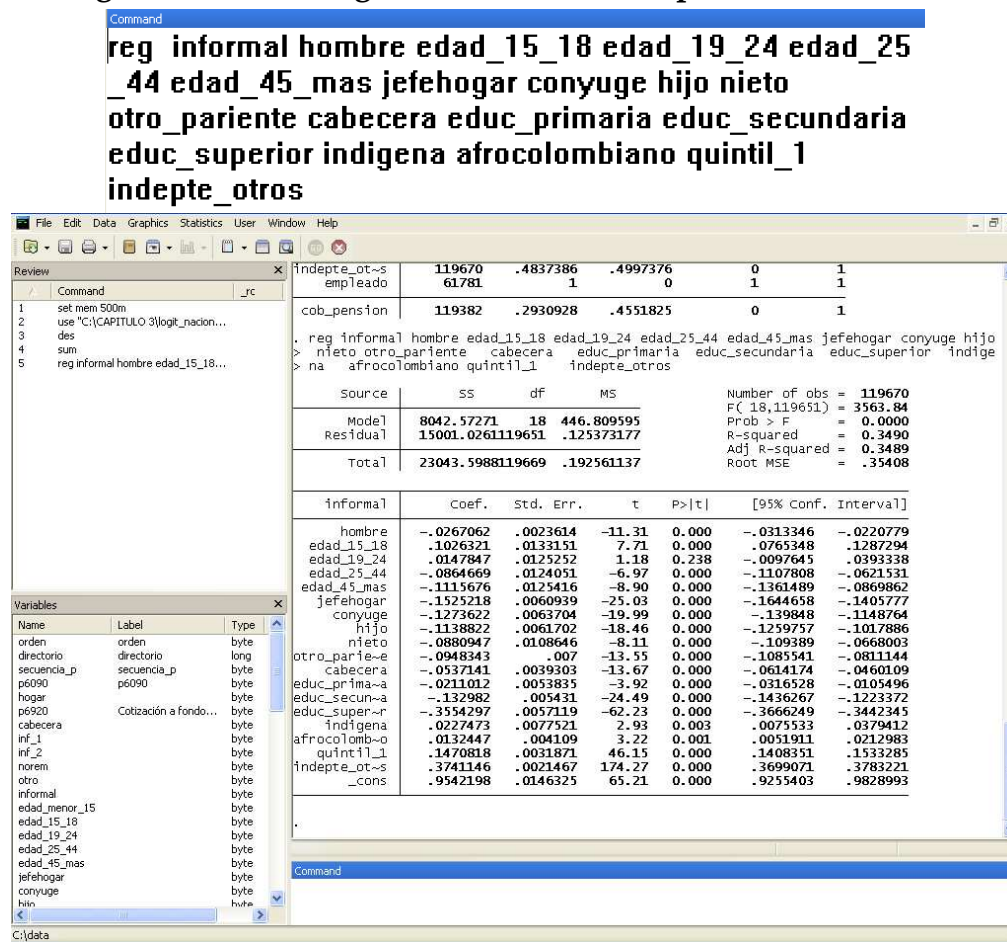 Command
reg informal hombre edad_15_18 edad_19_24 edad_25
_44 edad_45_mas jefehogar conyuge hijo nieto
otro_pariente cabecera educ_primaria educ_secundaria
educ_superior indigena afrocolombiano quintil_1
indepte_otros
File Edit Data Graphics Statistics User Window Help
Review
Command _rc
1 set mem 500m
2 use "C:\CAPITULO 3\logit_nacion...
3 des
4 sum
5 reg informal hombre edad_15_18...
Variables
Name Label Type
orden orden byte
directorio directorio long
secuencia_p secuencia_p byte
p6090 p6090 byte
hogar byte
p6920 Cotización a fondo... byte
cabecera byte
inf_1 byte
inf_2 byte
norem byte
otro byte
informal byte
edad_menor_15 byte
edad_15_18 byte
edad_19_24 byte
edad_25_44 byte
edad_45_mas byte
jefehogar byte
conyuge byte
hijo byte
indepte_ot~s 119670 .4837386 .4997376 0 1
empleado 61781 1 0 1 1
cob_pension 119382 .2930928 .4551825 0 1
. reg informal hombre edad_15_18 edad_19_24 edad_25_44 edad_45_mas jefehogar conyuge hijo
> nieto otro_pariente cabecera educ_primaria educ_secundaria educ_superior indige
> na afrocolombiano quintil_1 indepte_otros
Source SS df MS Number of obs = 119670
F( 18,119651) = 3563.84
Model 8042.57271 18 446.809595 Prob > F = 0.0000
Residual 15001.0261119651 .125373177 R-squared = 0.3490
Adj R-squared = 0.3489
Total 23043.5988119669 .192561137 Root MSE = .35408
informal Coef. Std. Err. t P>|t| [95% Conf. Interval]
hombre -.0267062 .0023614 -11.31 0.000 -.0313346 -.0220779
edad_15_18 .1026321 .0133151 7.71 0.000 .0765348 .1287294
edad_19_24 .0147847 .0125252 1.18 0.238 -.0097645 .0393338
edad_25_44 -.0864669 .0124051 -6.97 0.000 -.1107808 -.0621531
edad_45_mas -.1115676 .0125416 -8.90 0.000 -.1361489 -.0869862
jefehogar -.1525218 .0060939 -25.03 0.000 -.1644658 -.1405777
conyuge -.1273622 .0063704 -19.99 0.000 -.139848 -.1148764
hijo -.1138822 .0061702 -18.46 0.000 -.1259757 -.1017886
nieto -.0880947 .0108646 -8.11 0.000 -.109389 -.0668003
otro_parie~e -.0948343 .007 -13.55 0.000 -.1085541 -.0811144
cabecera -.0537141 .0039303 -13.67 0.000 -.0614174 -.0460109
educ_prima~a -.0211012 .0053835 -3.92 0.000 -.0316528 -.0105496
educ_secun~a -.132982 .005431 -24.49 0.000 -.1436267 -.1223372
educ_super~r -.3554297 .0057119 -62.23 0.000 -.3666249 -.3442345
indigena .0227473 .0077521 2.93 0.003 .0075533 .0379412
afrocolomb~o .0132447 .004109 3.22 0.001 .0051911 .0212983
quintil_1 .1470818 .0031871 46.15 0.000 .1408351 .1533285
indepte_ot~s .3741146 .0021467 174.27 0.000 .3699071 .3783221
_cons .9542198 .0146325 65.21 0.000 .9255403 .9828993
.
Command
C:\data